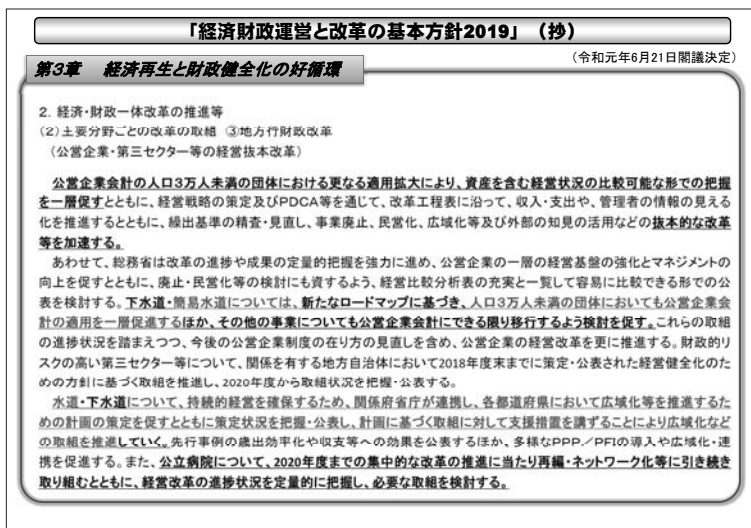 「経済財政運営と改革の基本方針2019」（抄）
（令和元年6月21日閣議決定）
第3章　経済再生と財政健全化の好循環
2．経済・財政一体改革の推進等
（2）主要分野ごとの改革の取組　③地方行財政改革
（公営企業・第三セクター等の経営抜本改革）
公営企業会計の人口3万人未満の団体における更なる適用拡大により、資産を含む経営状況の比較可能な形での把握
を一層促すとともに、経営戦略の策定及びPDCA等を通じて、改革工程表に沿って、収入・支出や、管理者の情報の見える
化を推進するとともに、繰出基準の精査・見直し、事業廃止、民営化、広域化等及び外部の知見の活用などの抜本的な改革
等を加速する。
あわせて、総務省は改革の進捗や成果の定量的把握を強力に進め、公営企業の一層の経営基盤の強化とマネジメントの
向上を促すとともに、廃止・民営化等の検討にも資するよう、経営比較分析表の充実と一覧して容易に比較できる形での公
表を検討する。下水道・簡易水道については、新たなロードマップに基づき、人口3万人未満の団体においても公営企業会
計の適用を一層促進するほか、その他の事業についても公営企業会計にできる限り移行するよう検討を促す。これらの取組
の進捗状況を踏まえつつ、今後の公営企業制度の在り方の見直しを含め、公営企業の経営改革を更に推進する。財政的リ
スクの高い第三セクター等について、関係を有する地方自治体において2018年度末までに策定・公表された経営健全化のた
めの方針に基づく取組を推進し、2020年度から取組状況を把握・公表する。
水道・下水道について、持続的経営を確保するため、関係府省庁が連携し、各都道府県において広域化等を推進するた
めの計画の策定を促すとともに策定状況を把握・公表し、計画に基づく取組に対して支援措置を講ずることにより広域化など
の取組を推進していく。先行事例の歳出効率化や収支等への効果を公表するほか、多様なPPP／PFIの導入や広域化・連
携を促進する。また、公立病院について、2020年度までの集中的な改革の推進に当たり再編・ネットワーク化等に引き続き
取り組むとともに、経営改革の進捗状況を定量的に把握し、必要な取組を検討する。